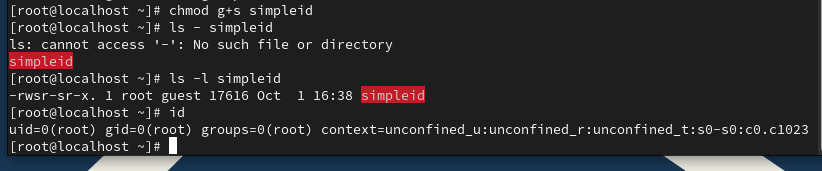 [root@localhost ~]# chmod g+s simpleid
[root@localhost ~]# ls - simpleid
ls: cannot access '-': No such file or directory
simpleid
[root@localhost ~]# ls -l simpleid
-rwsr-sr-x. 1 root guest 17616 Oct  1 16:38 simpleid
[root@localhost ~]# id
uid=0(root) gid=0(root) groups=0(root) context=unconfined_u:unconfined_r:unconfined_t:s0-s0:c0.c1023
[root@localhost ~]#